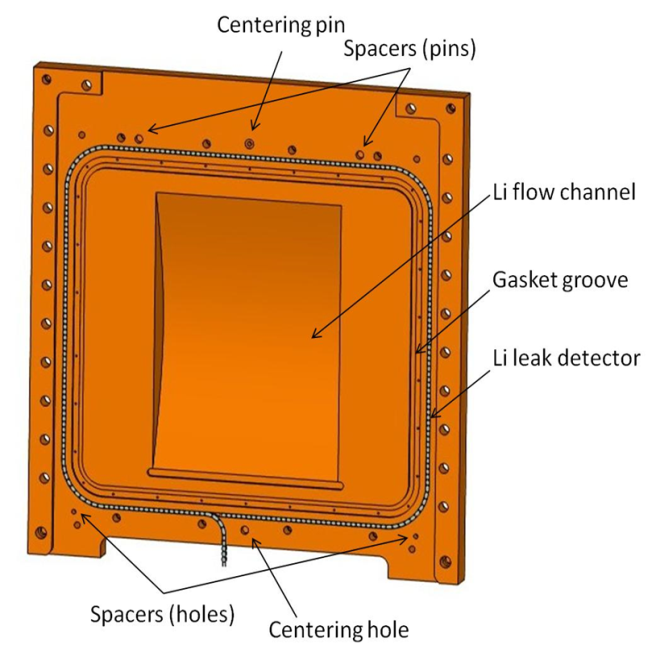 Centering pin
Spacers (pins)
Li flow channel
Gasket groove
Li leak detector
Spacers (holes)
Centering hole